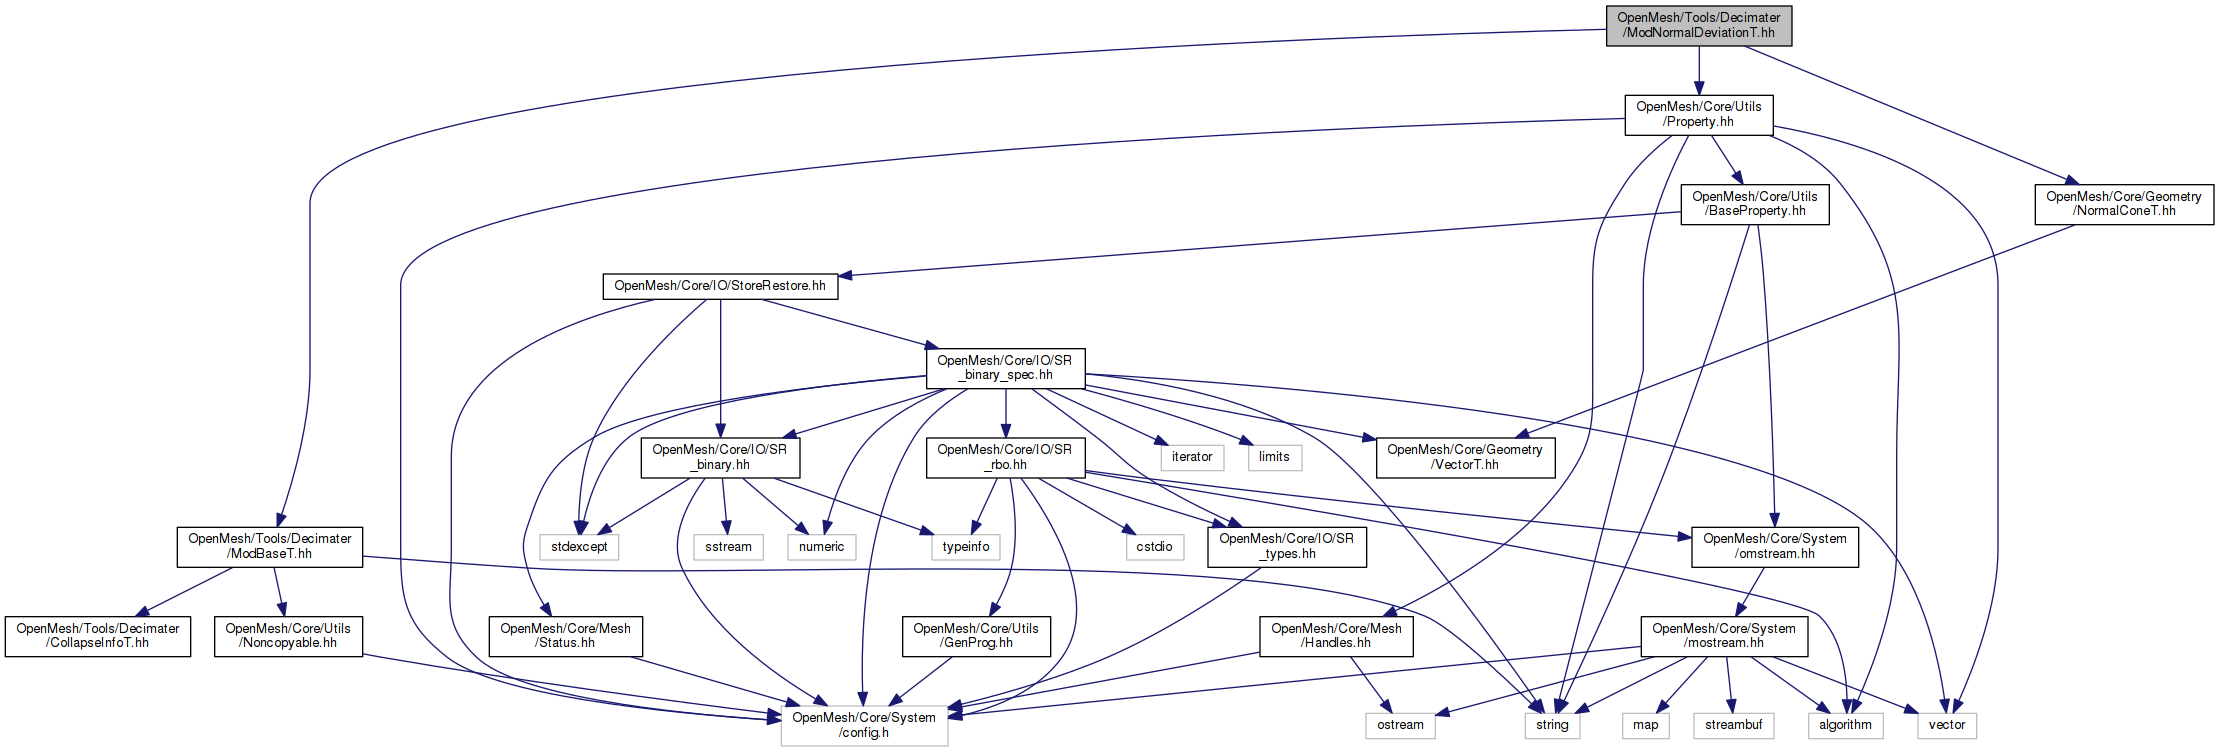 OpenMesh/Tools/Decimater
/ModNormalDeviationT.hh
OpenMesh/Core/Utils
/Property.hh
OpenMesh/Core/Utils
/BaseProperty.hh
OpenMesh/Core/Geometry
/NormalConeT.hh
OpenMesh/Core/IO/StoreRestore.hh
OpenMesh/Core/IO/SR
_binary_spec.hh
OpenMesh/Core/IO/SR
_binary.hh
OpenMesh/Core/IO/SR
_rbo.hh
iterator
limits
OpenMesh/Core/Geometry
/VectorT.hh
OpenMesh/Tools/Decimater
/ModBaseT.hh
stdexcept
sstream
numeric
typeinfo
cstdio
OpenMesh/Core/IO/SR
_types.hh
OpenMesh/Core/System
/omstream.hh
OpenMesh/Tools/Decimater
/CollapseInfoT.hh
OpenMesh/Core/Utils
/Noncopyable.hh
OpenMesh/Core/Mesh
/Status.hh
OpenMesh/Core/Utils
/GenProg.hh
OpenMesh/Core/Mesh
/Handles.hh
OpenMesh/Core/System
/mostream.hh
OpenMesh/Core/System
/config.h
ostream
string
map
streambuf
algorithm
vector